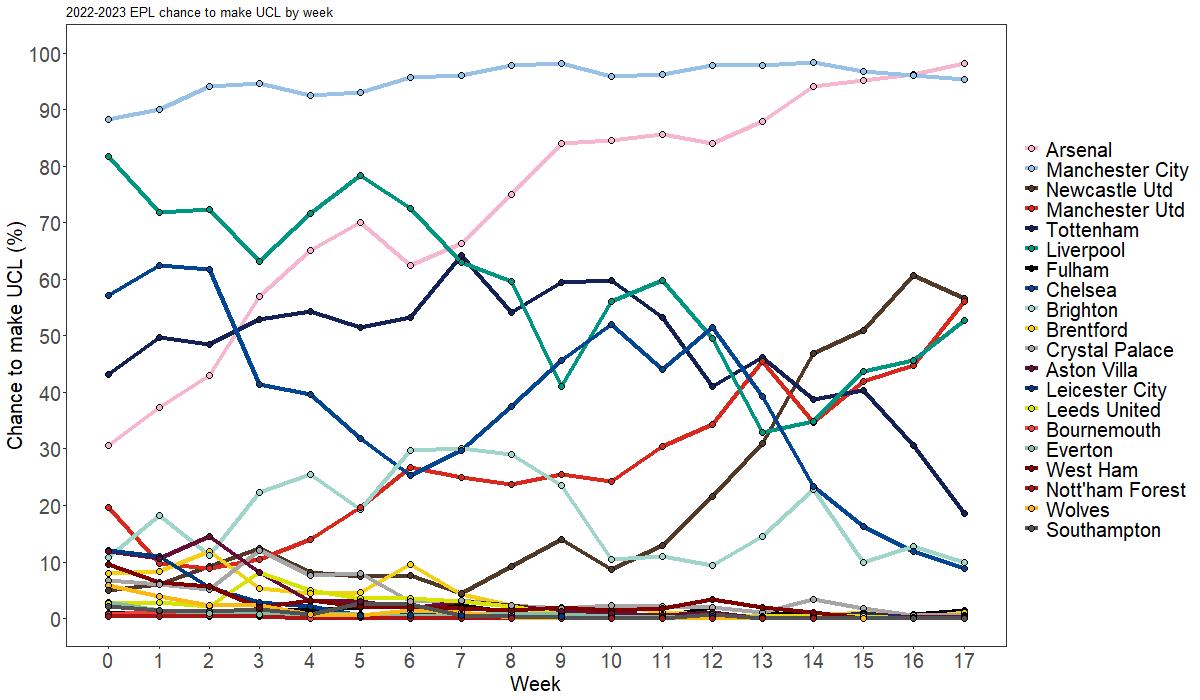 2022-2023 EPL chance to make UCL by week
Chance to make UCL (%)
100
90
80
70
60
50
40
30
20
10
0
0 1 2 3 4 5 6 7 8 9 10 11 12 13 14 15 16 17
Week
Arsenal
Manchester City
Newcastle Utd
Manchester Utd
Tottenham
Liverpool
Fulham
Chelsea
Brighton
Brentford
Crystal Palace
Aston Villa
Leicester City
Leeds United
Bournemouth
Everton
West Ham
Nott'ham Forest
Wolves
Southampton